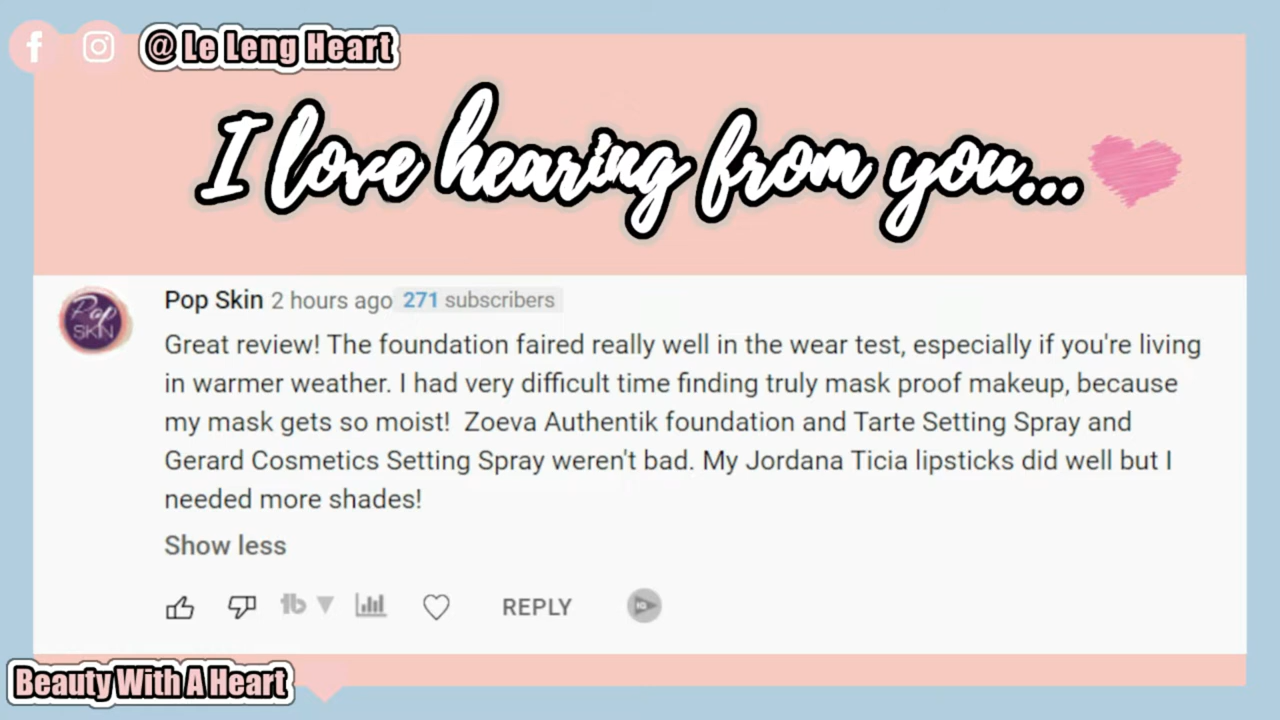 @ Le Leng Heart
I love hearing from you...
Pop Skin 2 hours ago 271 subscribers
Pop
SKIN
Great review! The foundation faired really well in the wear test, especially if you're living
in warmer weather. I had very difficult time finding truly mask proof makeup, because
my mask gets so moist!  Zoeva Authentik foundation and Tarte Setting Spray and
Gerard Cosmetics Setting Spray weren't bad. My Jordana Ticia lipsticks did well but I
needed more shades!
Show less
REPLY
Beauty With A Heart